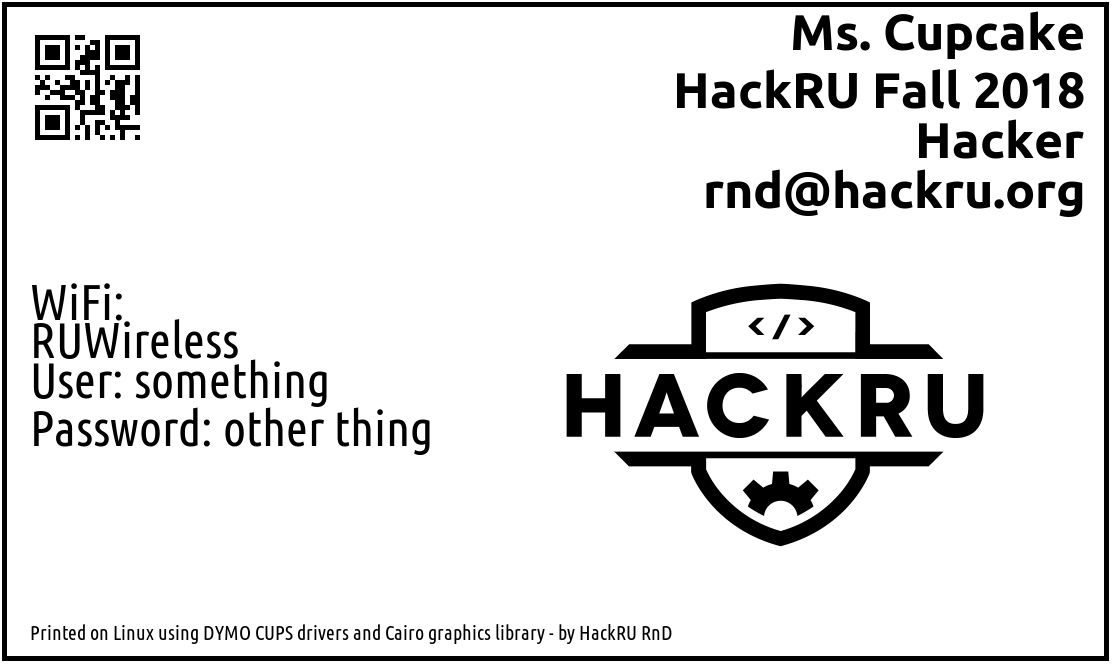 Ms. Cupcake
HackRU Fall 2018
Hacker
rnd@hackru.org
WiFi:
RUWireless
User: something
Password: other thing
</>
HACKRU
Printed on Linux using DYMO CUPS drivers and Cairo graphics library - by HackRU RnD